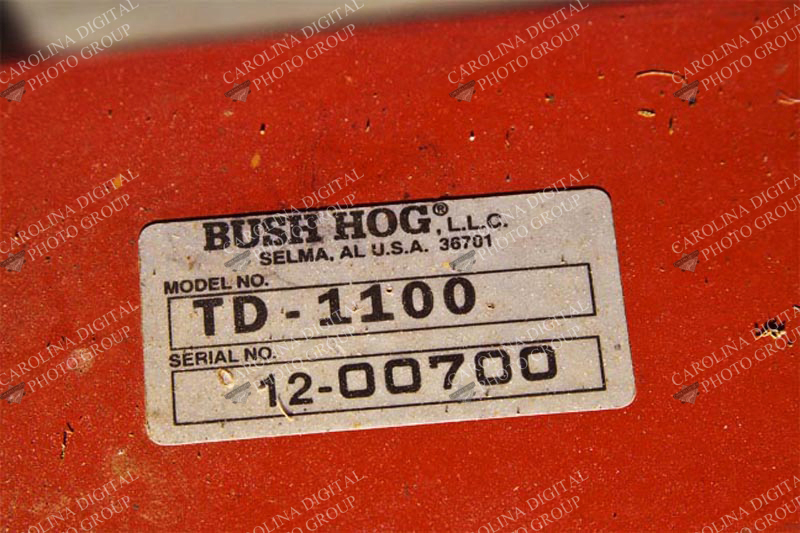 BUSH HOG®, L.L.C.
SELMA, AL U.S.A. 36701
MODEL NO.
TD-1100
SERIAL NO.
12-00700
CAROLINA DIGITAL
PHOTO GROUP